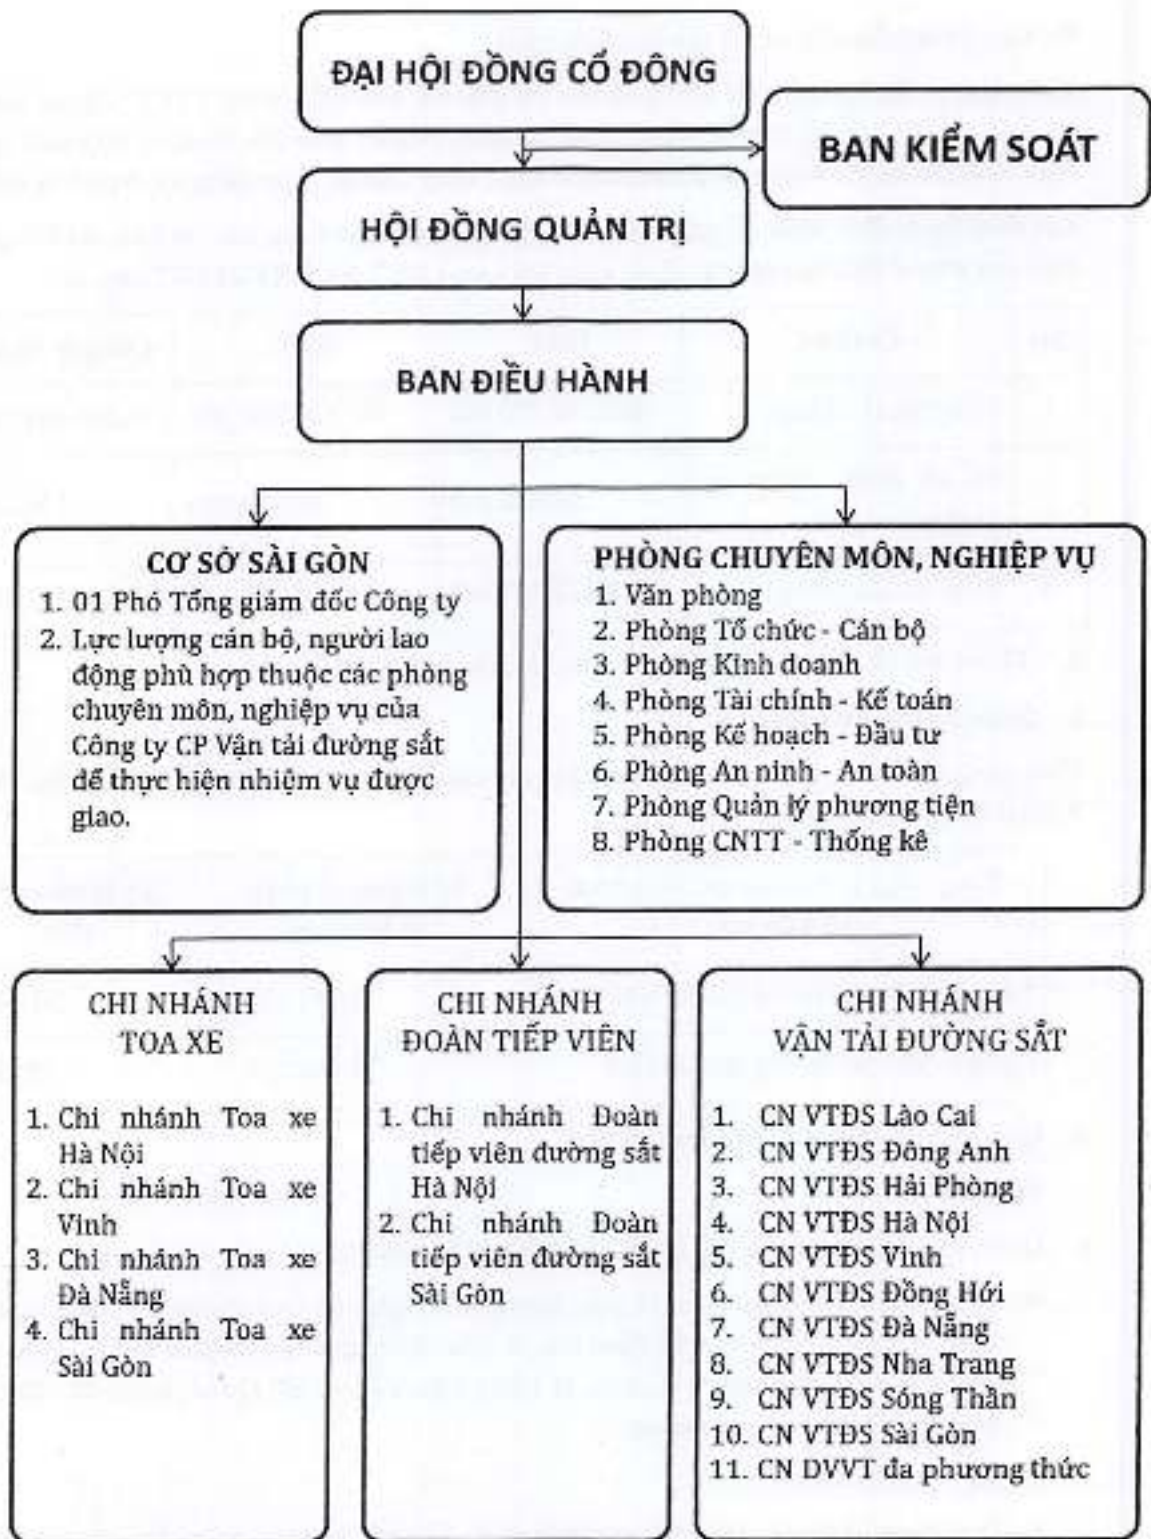 ĐẠI HỘI ĐỒNG CỔ ĐÔNG
BAN KIỂM SOÁT
HỘI ĐỒNG QUẢN TRỊ
BAN ĐIỀU HÀNH
CƠ SỞ SÀI GÒN
1. 01 Phó Tổng giám đốc Công ty
2. Lực lượng cán bộ, người lao
động phù hợp thuộc các phòng
chuyên môn, nghiệp vụ của
Công ty CP Vận tải đường sắt
để thực hiện nhiệm vụ được
giao.
PHÒNG CHUYÊN MÔN, NGHIỆP VỤ
1. Văn phòng
2. Phòng Tổ chức - Cán bộ
3. Phòng Kinh doanh
4. Phòng Tài chính - Kế toán
5. Phòng Kế hoạch - Đầu tư
6. Phòng An ninh - An toàn
7. Phòng Quản lý phương tiện
8. Phòng CNTT - Thống kê
CHI NHÁNH
TOA XE
1. Chi nhánh Toa xe
Hà Nội
2. Chi nhánh Toa xe
Vinh
3. Chi nhánh Toa xe
Đà Nẵng
4. Chi nhánh Toa xe
Sài Gòn
CHI NHÁNH
ĐOÀN TIẾP VIÊN
1. Chi nhánh Đoàn
tiếp viên đường sắt
Hà Nội
2. Chi nhánh Đoàn
tiếp viên đường sắt
Sài Gòn
CHI NHÁNH
VẬN TẢI ĐƯỜNG SẮT
1. CN VTĐS Lào Cai
2. CN VTĐS Đông Anh
3. CN VTĐS Hải Phòng
4. CN VTĐS Hà Nội
5. CN VTĐS Vinh
6. CN VTĐS Đồng Hới
7. CN VTĐS Đà Nẵng
8. CN VTĐS Nha Trang
9. CN VTĐS Sóng Thần
10. CN VTĐS Sài Gòn
11. CN DVVT đa phương thức